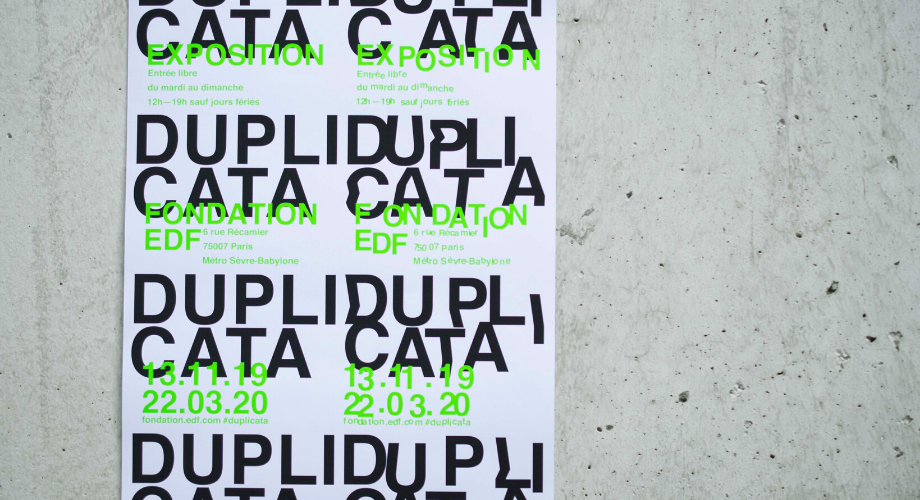 DUPLI DUPLI
CATA CATA
EXPOSITION EXPOSITION
Entrée libre Entrée libre
du mardi au dimanche du mardi au dimanche
12h—19h sauf jours fériés 12h—19h sauf jours fériés
DUPLI DUPLI
CATA CATA
FONDATION FONDATION
EDF 6 rue Récamier EDF 6 rue Récamier
75007 Paris 75007 paris
Métro Sèvre-Babylone Métro Sèvre-Babylone
DUPLI DUPLI
CATA CATA
13.11.19 13.11.19
22.03.20 22.03.20
fondation.edf.com #duplicata fondation.edf.com #duplicata
DUPLI DUPLI
CATA CATA